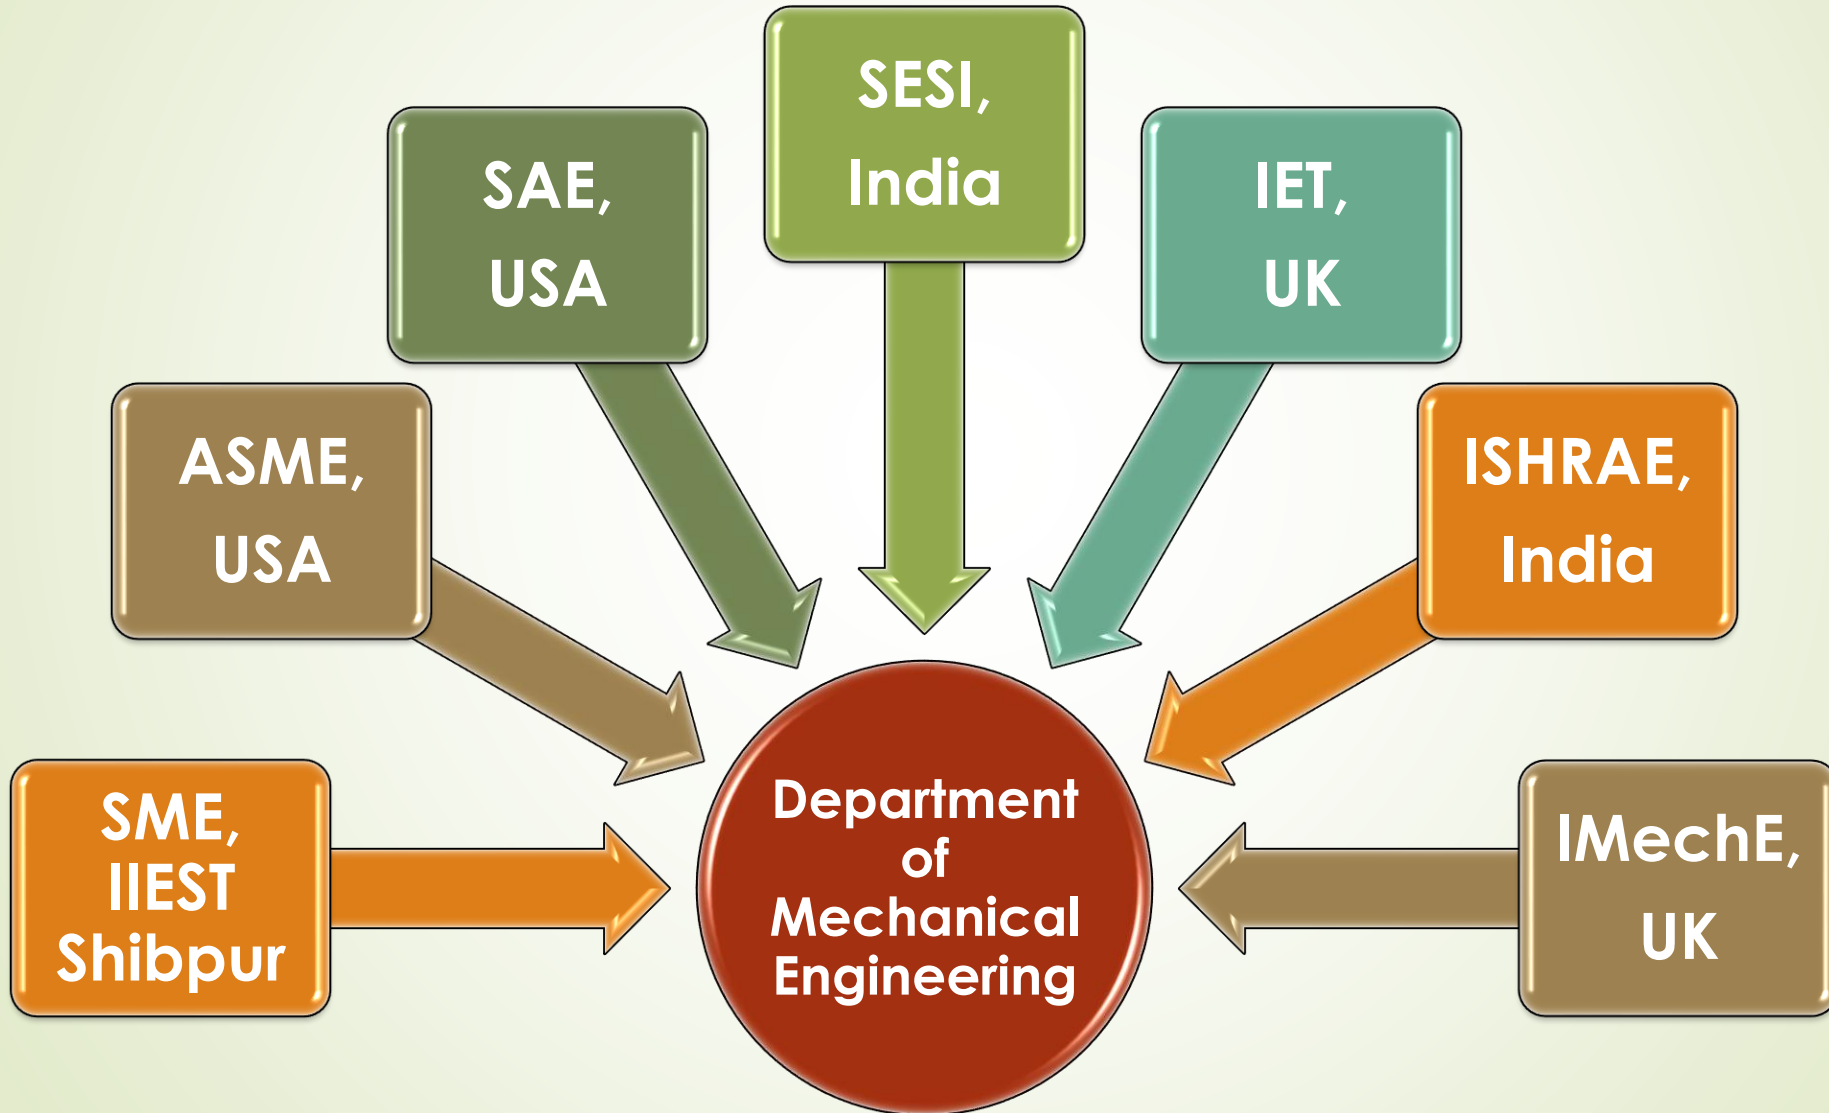 SESI,
India
SAE,
USA
IET,
UK
ASME,
USA
ISHRAE,
India
SME,
IIEST
Shibpur
Department
of
Mechanical
Engineering
IMechE,
UK